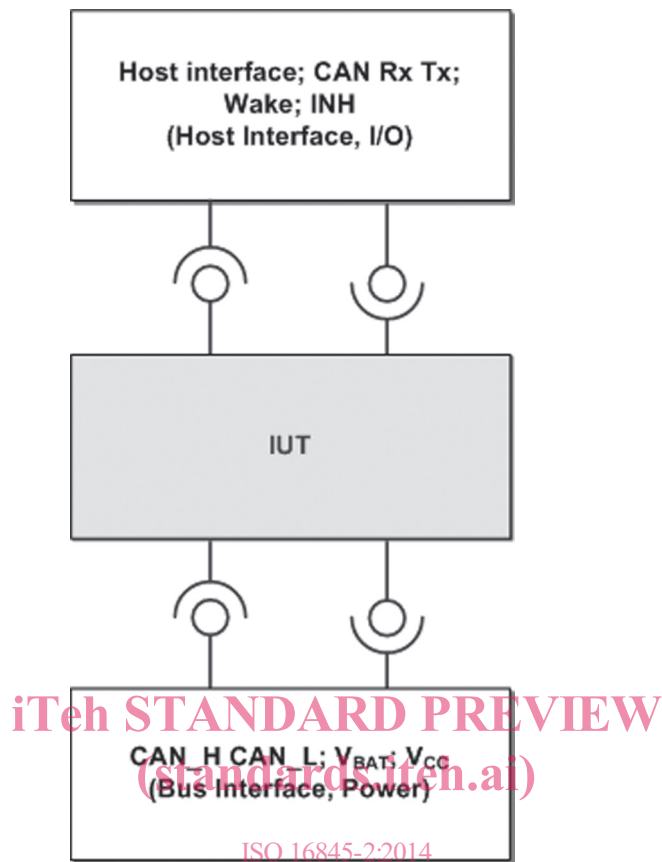 Host interface; CAN Rx Tx;
Wake; INH
(Host Interface, I/O)
IUT
iTeh STANDARD PREVIEW
CAN_H CAN_L; VBAT; VCC
(standards.iteh.ai)
(Bus Interface, Power)
ISO 16845-2:2014